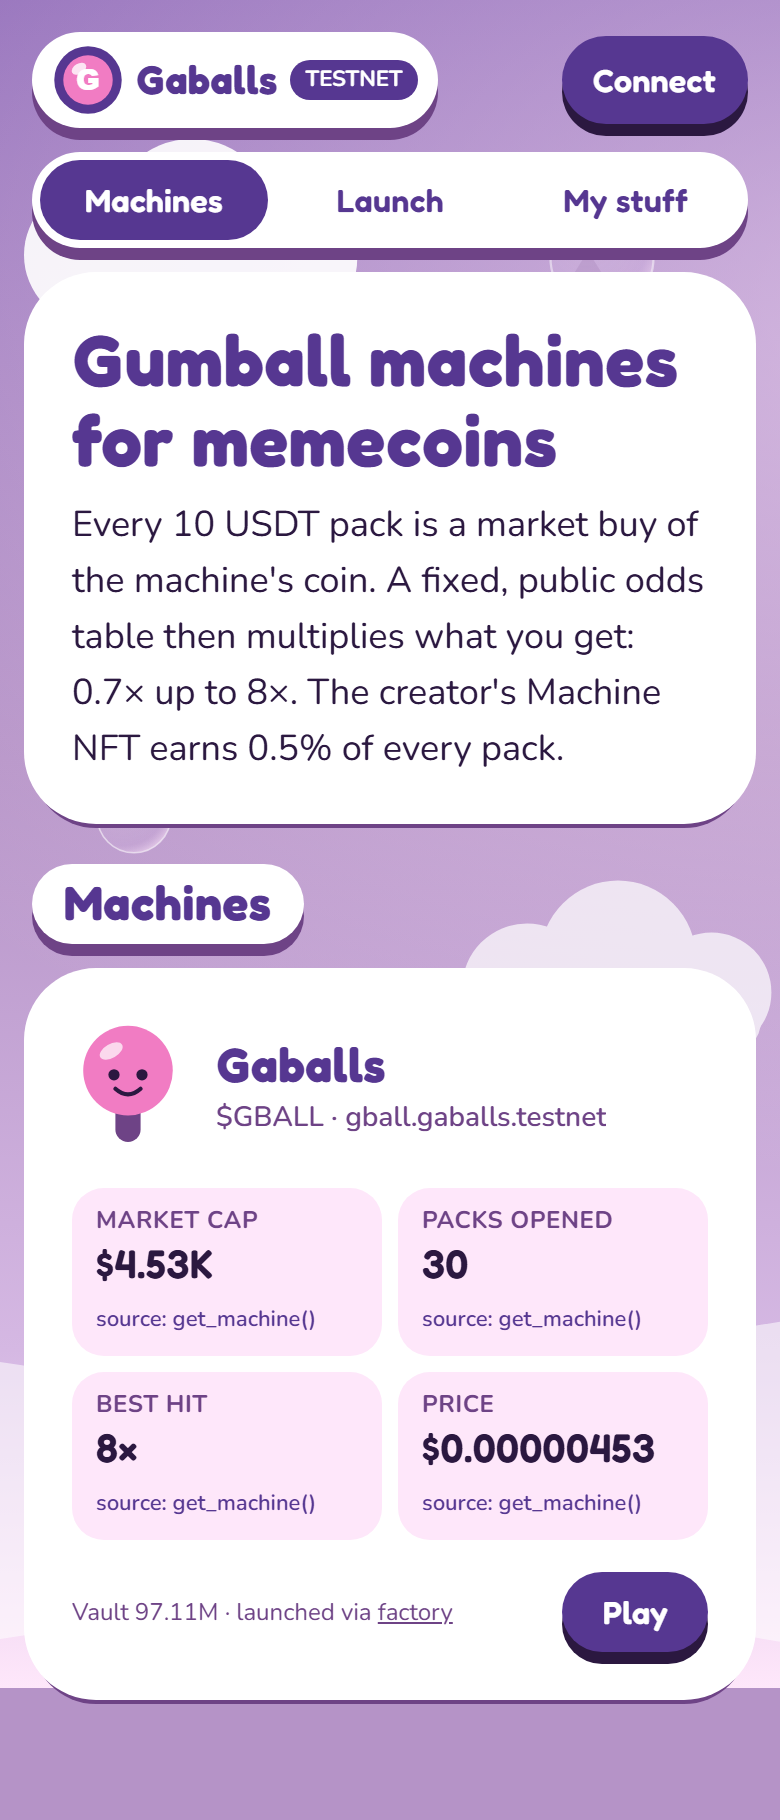 G Gaballs TESTNET
Connect
Machines Launch My stuff
Gumball machines
for memecoins
Every 10 USDT pack is a market buy of
the machine's coin. A fixed, public odds
table then multiplies what you get:
0.7× up to 8×. The creator's Machine
NFT earns 0.5% of every pack.
Machines
Gaballs
$GBALL · gball.gaballs.testnet
MARKET CAP
$4.53K
source: get_machine()
PACKS OPENED
30
source: get_machine()
BEST HIT
8×
source: get_machine()
PRICE
$0.00000453
source: get_machine()
Vault 97.11M · launched via factory
Play